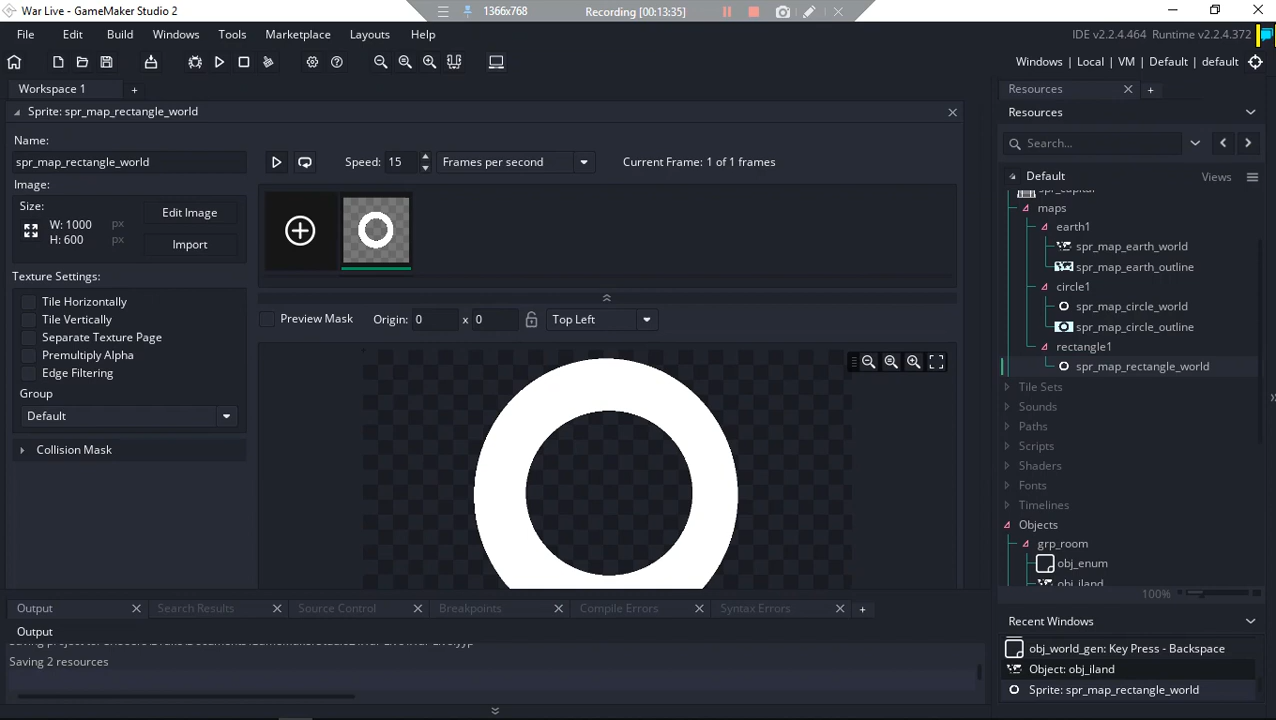 War Live - GameMaker Studio 2
1366x768
Recording [00:13:35]
File Edit Build Windows Tools Marketplace Layouts Help
IDE v2.2.4.464 Runtime v2.2.4.372
Windows | Local | VM | Default | default
Workspace 1
Resources
Sprite: spr_map_rectangle_world
Resources
Name:
Search...
spr_map_rectangle_world
Speed: 15 Frames per second
Current Frame: 1 of 1 frames
Image:
Default
Views
Size:
W: 1000 px
H: 600 px
Edit Image
Import
spr_capital
maps
earth1
spr_map_earth_world
spr_map_earth_outline
circle1
spr_map_circle_world
spr_map_circle_outline
rectangle1
spr_map_rectangle_world
Texture Settings:
Tile Horizontally
Tile Vertically
Separate Texture Page
Premultiply Alpha
Edge Filtering
Preview Mask
Origin: 0 x 0 Top Left
Group
Default
Collision Mask
Tile Sets
Sounds
Paths
Scripts
Shaders
Fonts
Timelines
Objects
grp_room
obj_enum
obj_iland
100%
Output Search Results Source Control Breakpoints Compile Errors Syntax Errors
Output
Saving 2 resources
Recent Windows
obj_world_gen: Key Press - Backspace
Object: obj_iland
Sprite: spr_map_rectangle_world